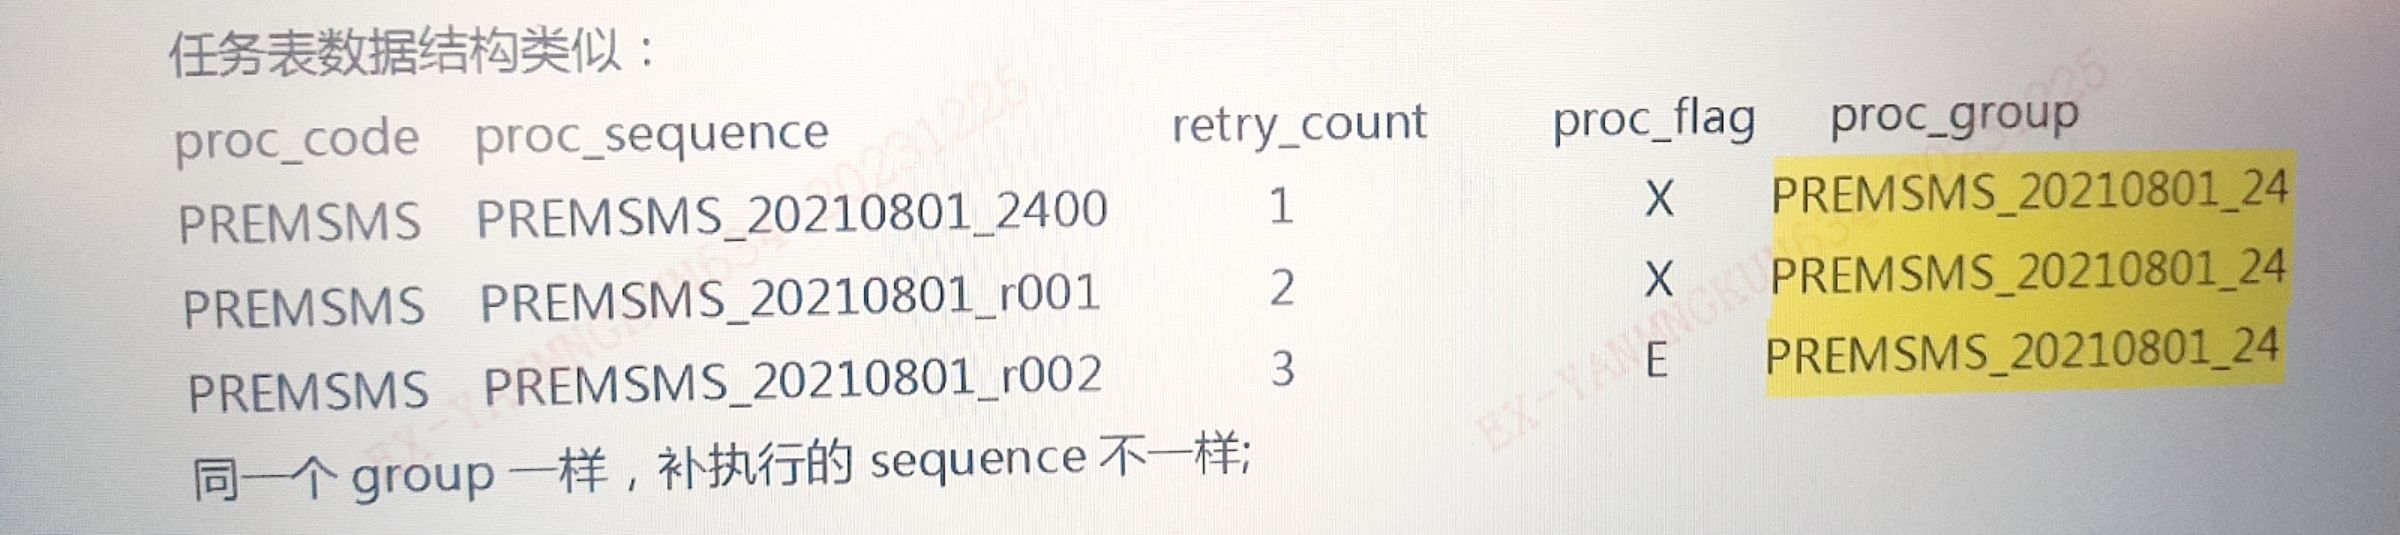 任务表数据结构类似：
proc_code proc_sequence retry_count proc_flag proc_group
PREMSMS PREMSMS_20210801_2400 1 X PREMSMS_20210801_24
PREMSMS PREMSMS_20210801_r001 2 X PREMSMS_20210801_24
PREMSMS PREMSMS_20210801_r002 3 E PREMSMS_20210801_24
同一个 group 一样，补执行的 sequence 不一样;